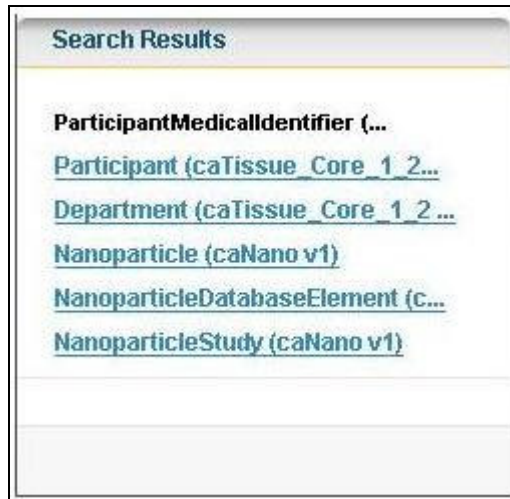 Search Results
ParticipantMedicalIdentifier (...
Participant (caTissue_Core_1_2...
Department (caTissue_Core_1_2 ...
Nanoparticle (caNano v1)
NanoparticleDatabaseElement (c...
NanoparticleStudy (caNano v1)